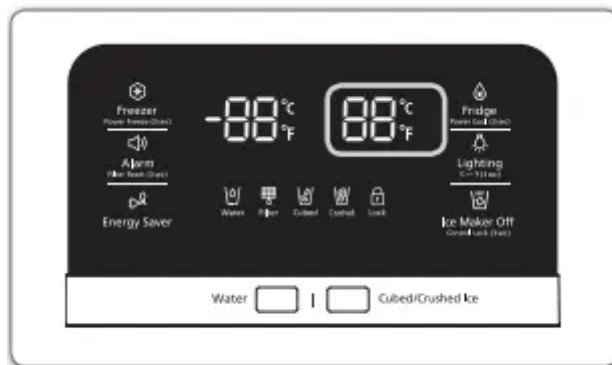 Freezer
Power Freeze (3sec)
Alarm
Filter Reset (3sec)
Energy Saver
-88 °C
°F
88 °C
°F
Water
Filter
Cubed
Crushed
Lock
Fridge
Power Cool (3sec)
Lighting
°C ↔ °F (3sec)
Ice Maker Off
Control Lock (3sec)
Water
Cubed/Crushed Ice